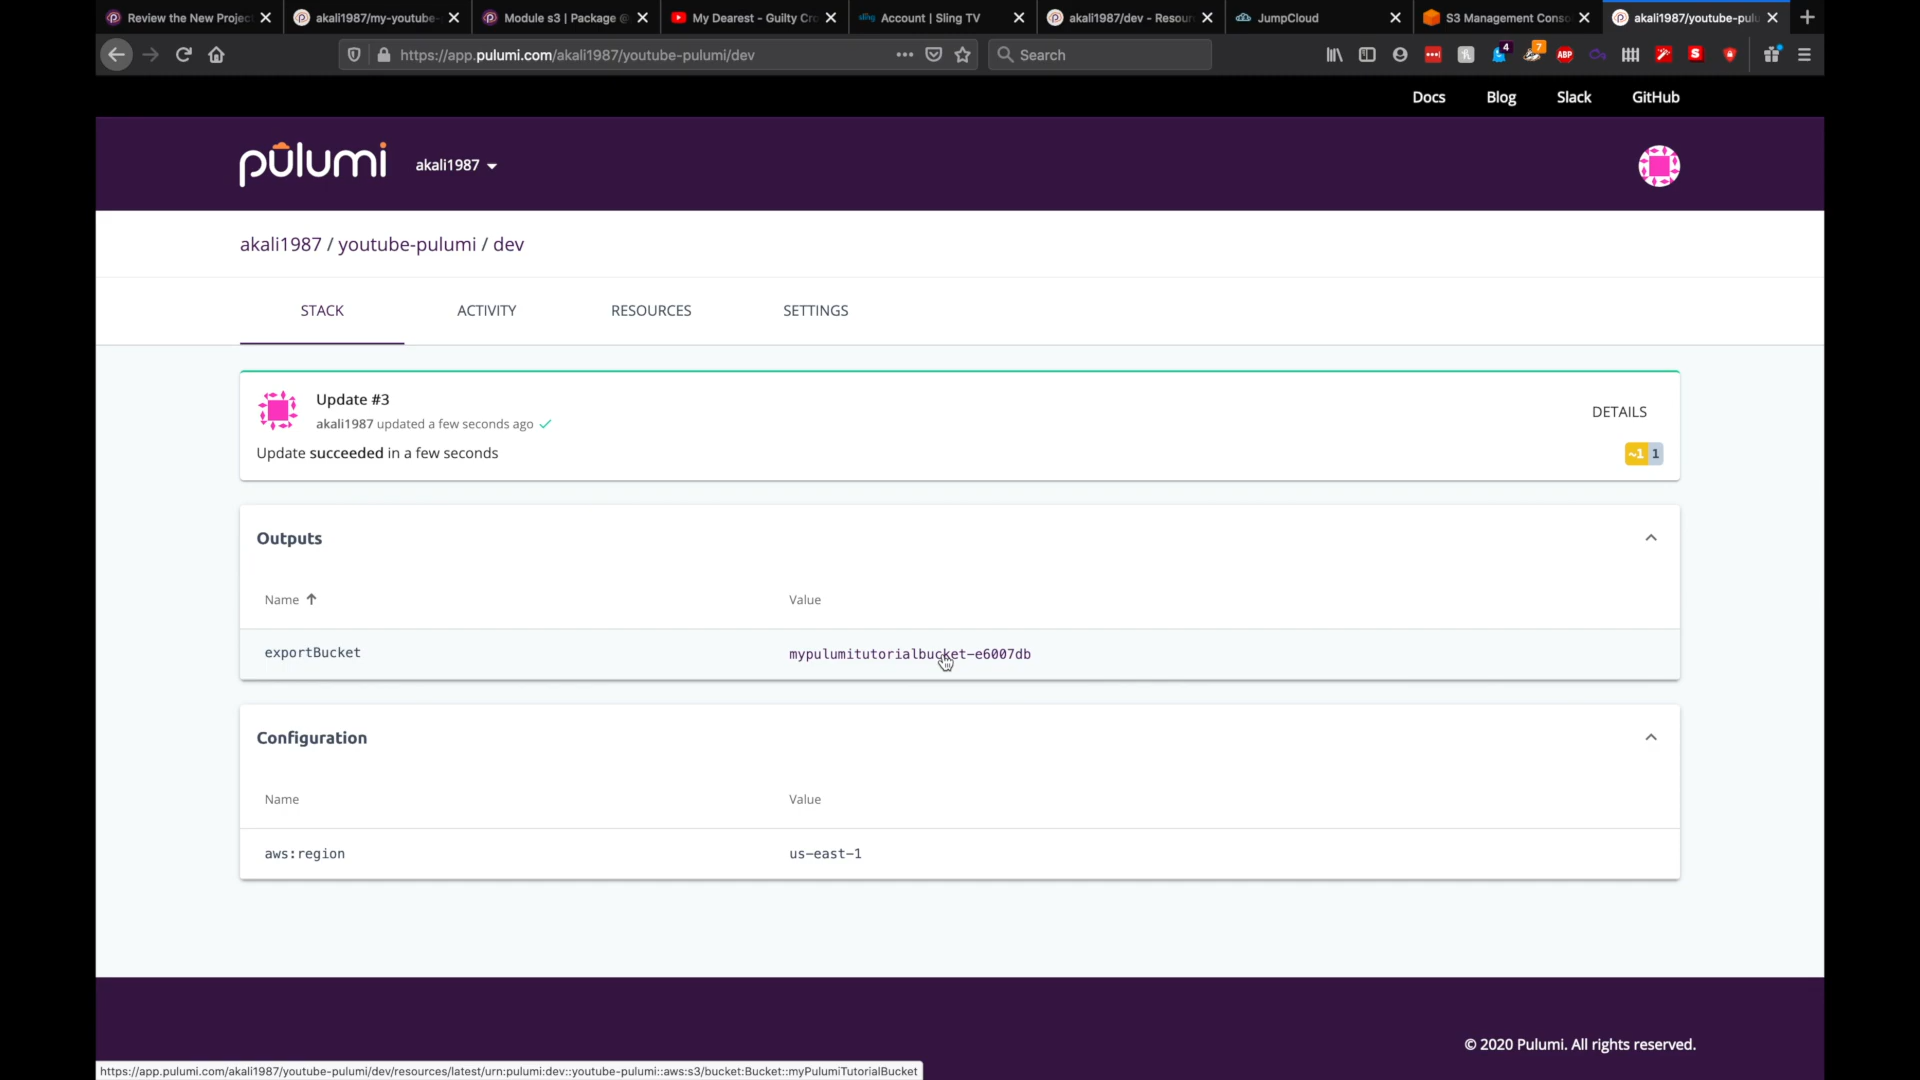 Review the New Projec
akali1987/my-youtube-
Module s3 | Package @
My Dearest - Guilty Cro
sling Account | Sling TV
akali1987/dev - Resour
JumpCloud
S3 Management Conso
akali1987/youtube-pulu
https://app.pulumi.com/akali1987/youtube-pulumi/dev
Search
4
7
ABP
S
Docs
Blog
Slack
GitHub
pulumi
akali1987
akali1987 / youtube-pulumi / dev
STACK
ACTIVITY
RESOURCES
SETTINGS
Update #3
akali1987 updated a few seconds ago
DETAILS
Update succeeded in a few seconds
~1 1
Outputs
Name
Value
exportBucket
mypulumitutorialbucket-e6007db
Configuration
Name
Value
aws:region
us-east-1
© 2020 Pulumi. All rights reserved.
https://app.pulumi.com/akali1987/youtube-pulumi/dev/resources/latest/urn:pulumi:dev::youtube-pulumi::aws:s3/bucket:Bucket::myPulumiTutorialBucket